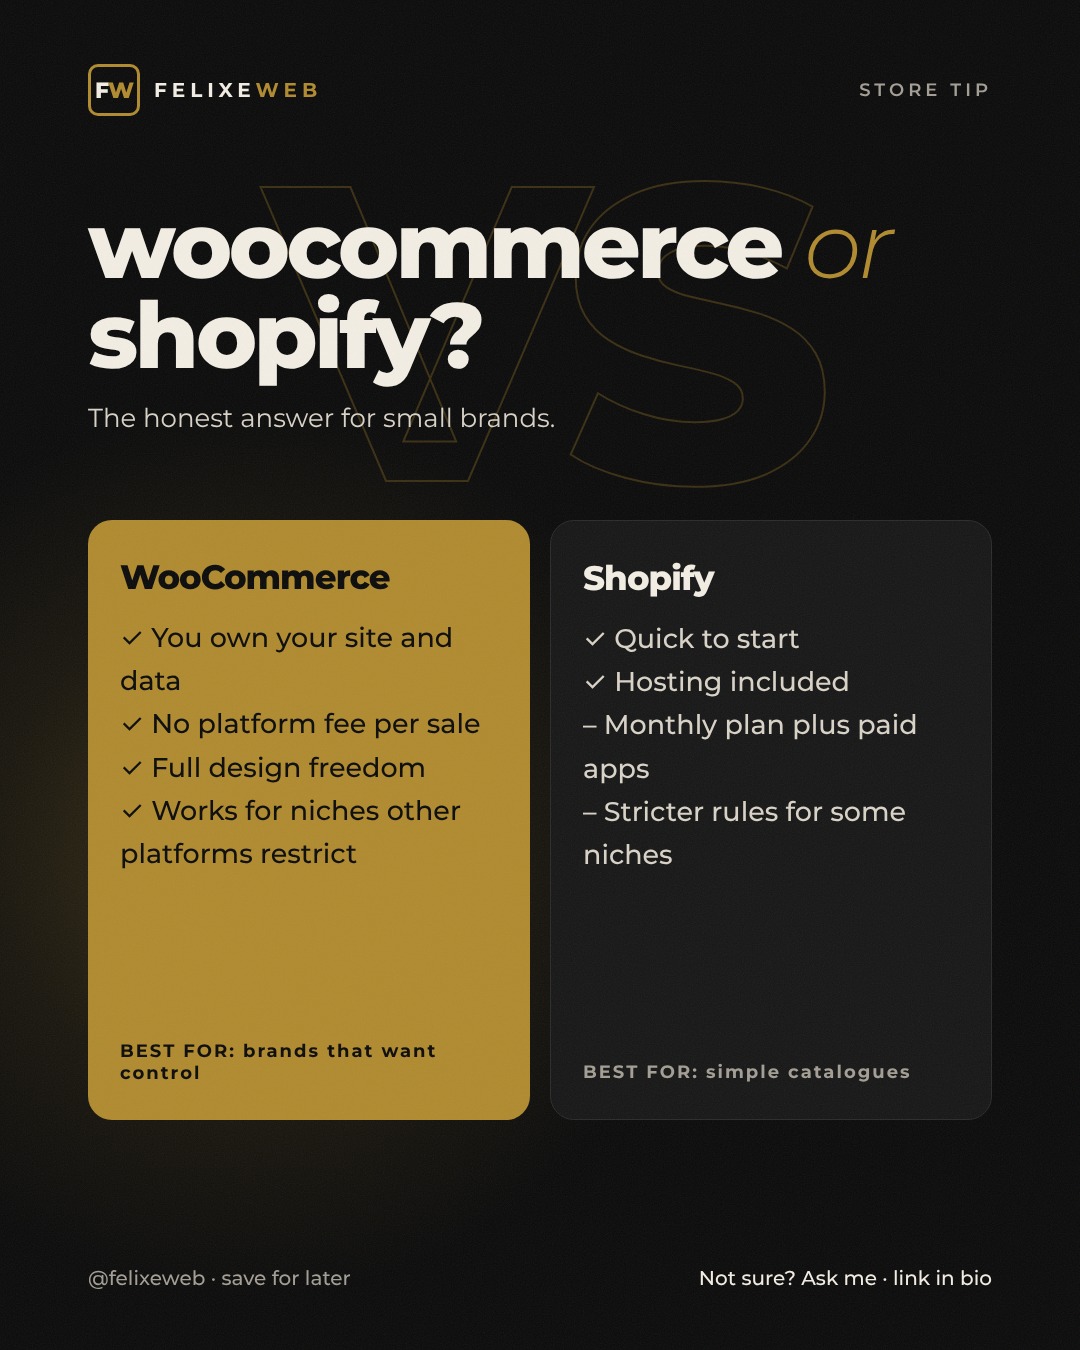 FW FELIXEWEB
STORE TIP
VS
woocommerce or
shopify?
The honest answer for small brands.
WooCommerce
✓ You own your site and
data
✓ No platform fee per sale
✓ Full design freedom
✓ Works for niches other
platforms restrict
BEST FOR: brands that want
control
Shopify
✓ Quick to start
✓ Hosting included
– Monthly plan plus paid
apps
– Stricter rules for some
niches
BEST FOR: simple catalogues
@felixeweb · save for later
Not sure? Ask me · link in bio